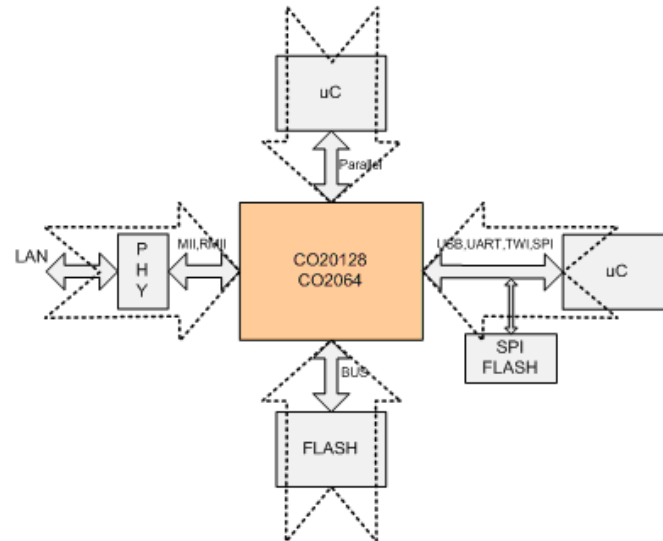 uC
Parallel
LAN
P
H
Y
MII,RMII
CO20128
CO2064
USB,UART,TWI,SPI
uC
SPI
FLASH
BUS
FLASH